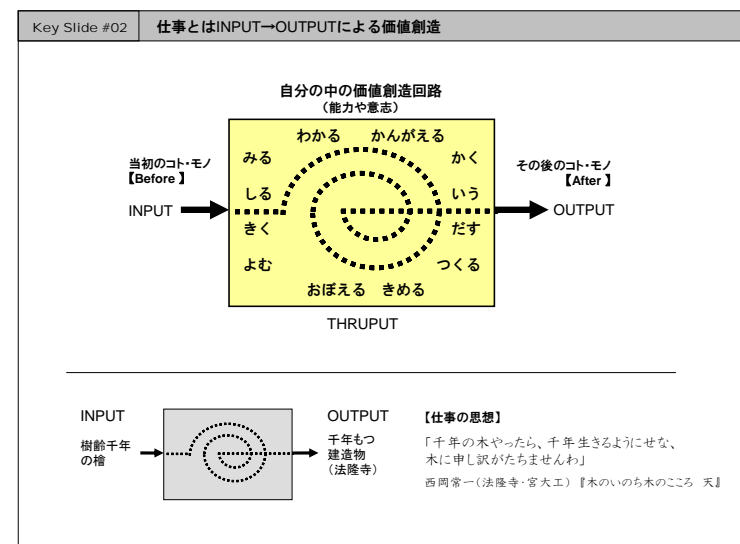 Key Slide #02
仕事とはINPUT→OUTPUTによる価値創造
自分の中の価値創造回路
(能力や意志)
当初のコト・モノ
【Before 】
INPUT
わかる かんがえる
みる
しる
きく
よむ
おぼえる きめる
かく
いう
だす
つくる
その後のコト・モノ
【After 】
OUTPUT
THRUPUT
INPUT
樹齢千年
の檜
OUTPUT
千年もつ
建造物
(法隆寺)
【仕事の思想】
「千年の木やったら、千年生きるようにせな、
木に申し訳がたちませんわ」
西岡常一(法隆寺・宮大工) 『木のいのち木のこころ 天』